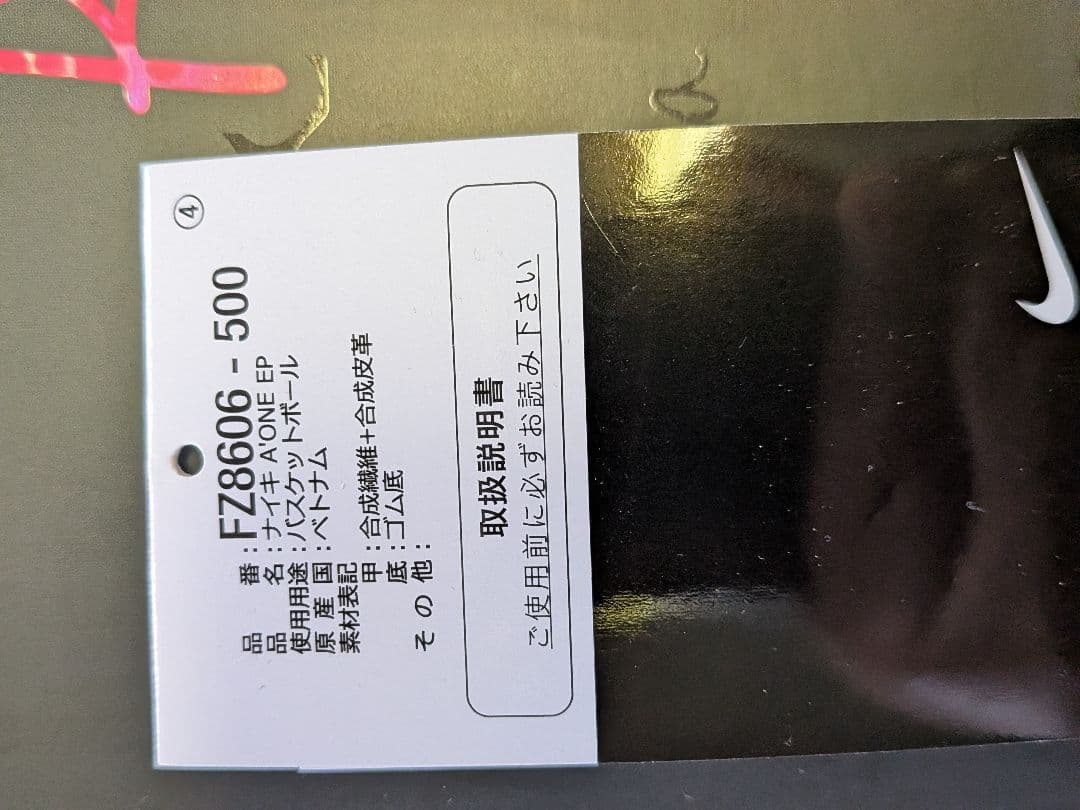 ④
品番:FZ8606-500
品名:ナイキ A'ONE EP
使用用途:バスケットボール
原産国:ベトナム
素材表記
甲:合成繊維+合成皮革
底:ゴム底
その他:
取扱説明書
ご使用前に必ずお読み下さい